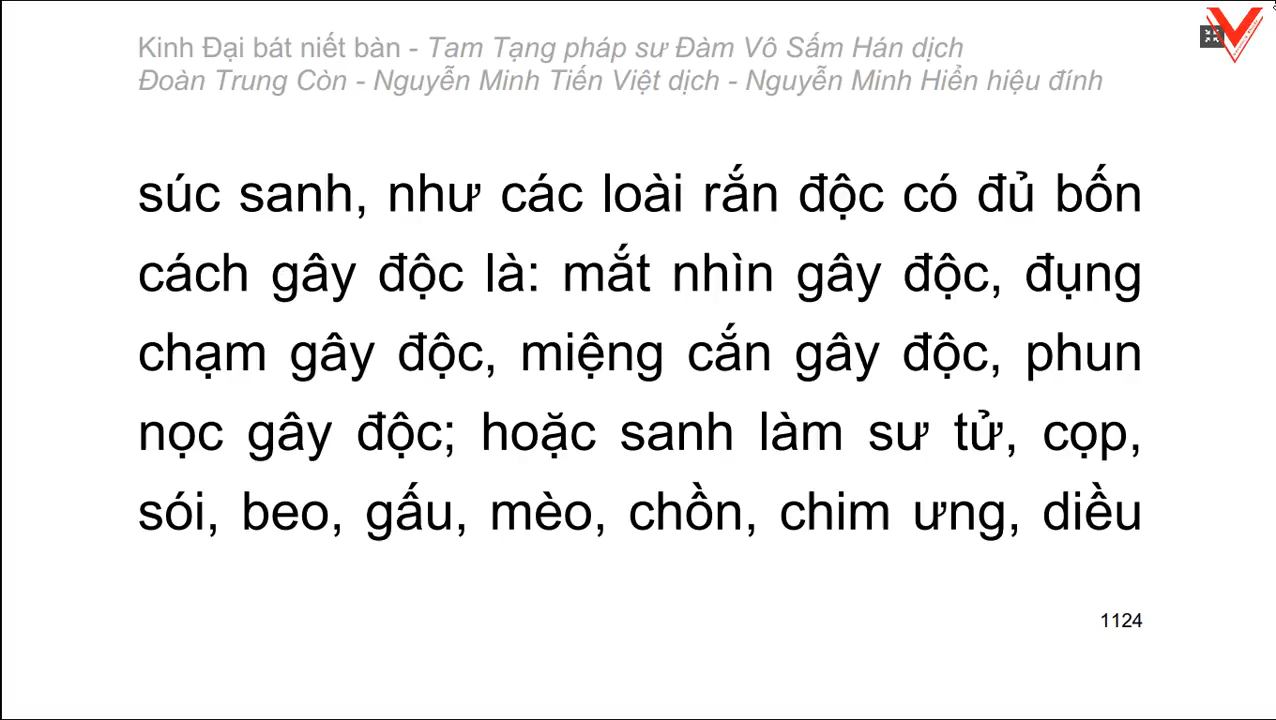 Kinh Đại bát niết bàn - Tam Tạng pháp sư Đàm Vô Sấm Hán dịch
Đoàn Trung Còn - Nguyễn Minh Tiến Việt dịch - Nguyễn Minh Hiển hiệu đính
súc sanh, như các loài rắn độc có đủ bốn
cách gây độc là: mắt nhìn gây độc, đụng
chạm gây độc, miệng cắn gây độc, phun
nọc gây độc; hoặc sanh làm sư tử, cọp,
sói, beo, gấu, mèo, chồn, chim ưng, diều
1124